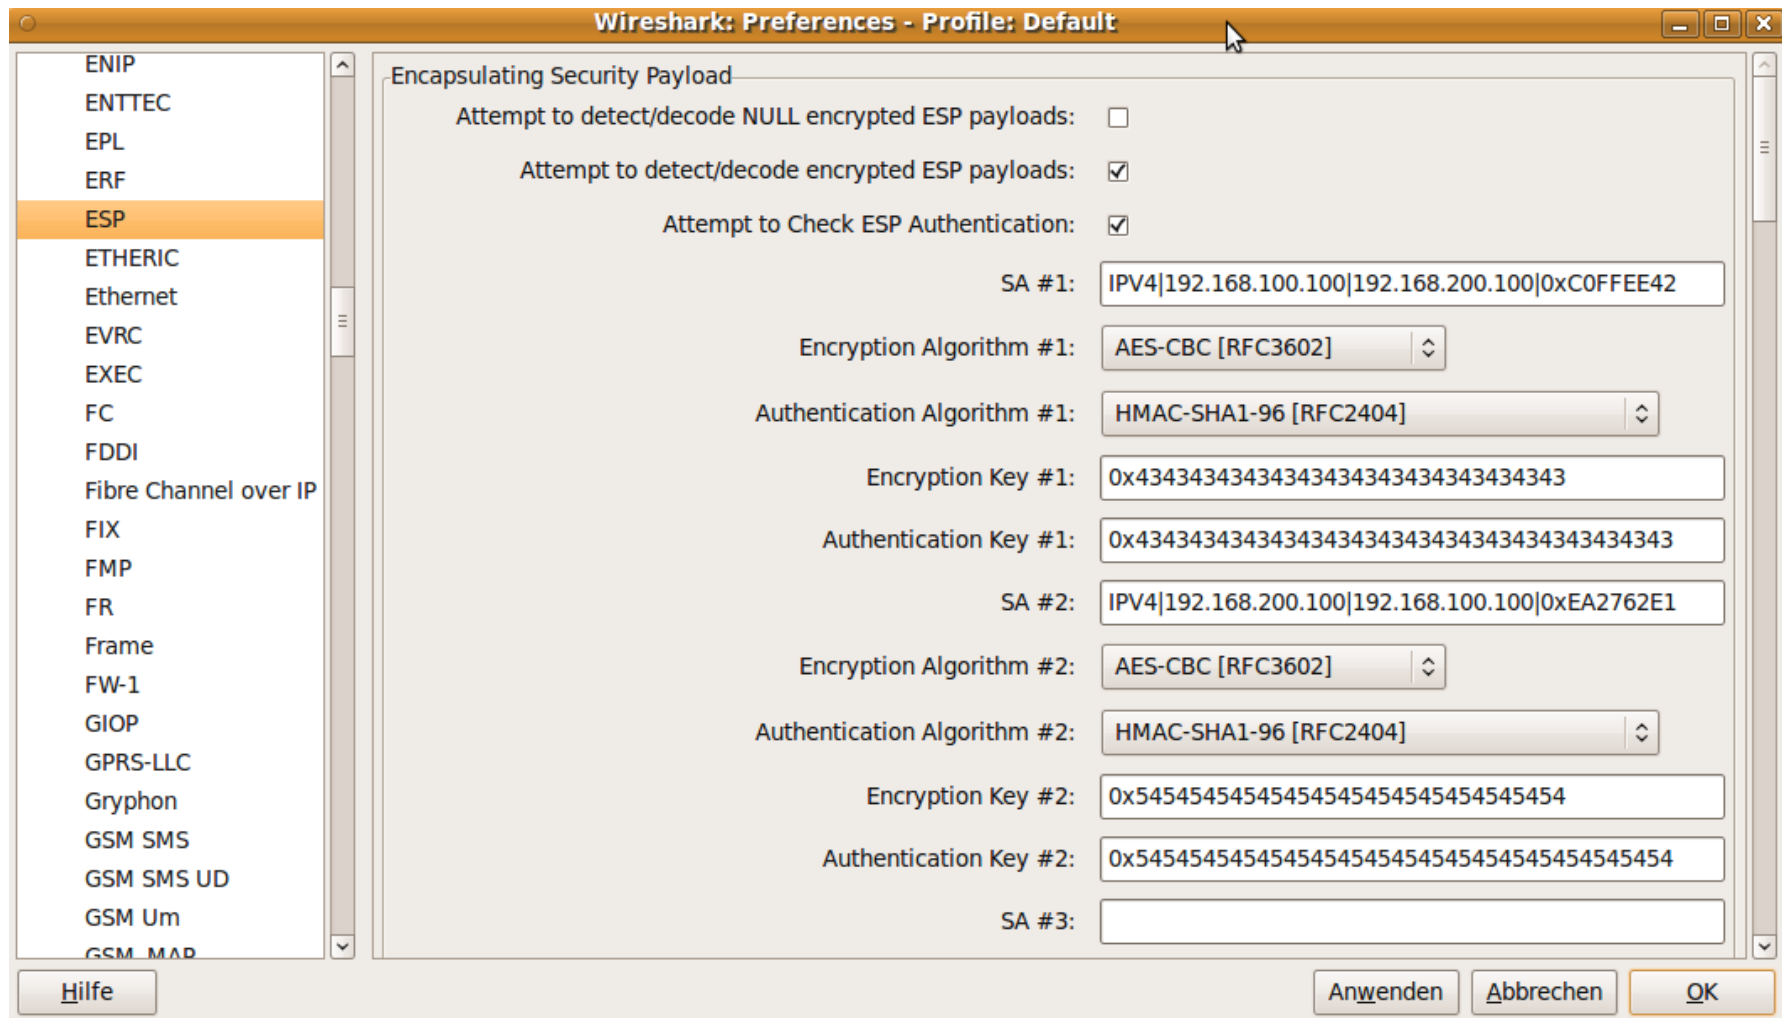 Wireshark: Preferences - Profile: Default
ENIP
ENTTEC
EPL
ERF
ESP
ETHERIC
Ethernet
EVRC
EXEC
FC
FDDI
Fibre Channel over IP
FIX
FMP
FR
Frame
FW-1
GIOP
GPRS-LLC
Gryphon
GSM SMS
GSM SMS UD
GSM Um
GSM_MAP
Encapsulating Security Payload
Attempt to detect/decode NULL encrypted ESP payloads:
Attempt to detect/decode encrypted ESP payloads:
Attempt to Check ESP Authentication:
SA #1: IPV4|192.168.100.100|192.168.200.100|0xC0FFEE42
Encryption Algorithm #1: AES-CBC [RFC3602]
Authentication Algorithm #1: HMAC-SHA1-96 [RFC2404]
Encryption Key #1: 0x43434343434343434343434343434343
Authentication Key #1: 0x4343434343434343434343434343434343434343
SA #2: IPV4|192.168.200.100|192.168.100.100|0xEA2762E1
Encryption Algorithm #2: AES-CBC [RFC3602]
Authentication Algorithm #2: HMAC-SHA1-96 [RFC2404]
Encryption Key #2: 0x54545454545454545454545454545454
Authentication Key #2: 0x5454545454545454545454545454545454545454
SA #3:
Hilfe
Anwenden
Abbrechen
OK